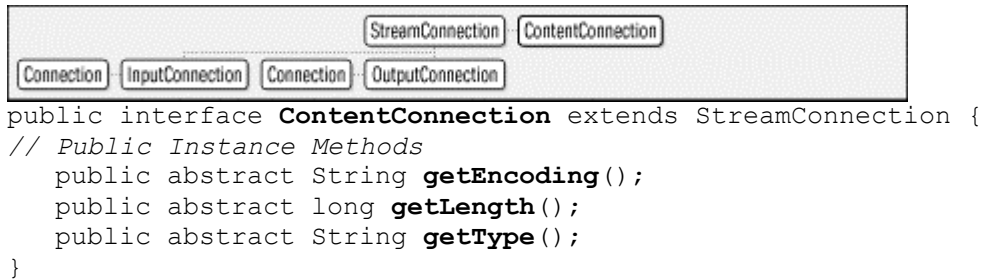 StreamConnection ContentConnection
Connection InputConnection Connection OutputConnection
public interface ContentConnection extends StreamConnection {
// Public Instance Methods
   public abstract String getEncoding();
   public abstract long getLength();
   public abstract String getType();
}